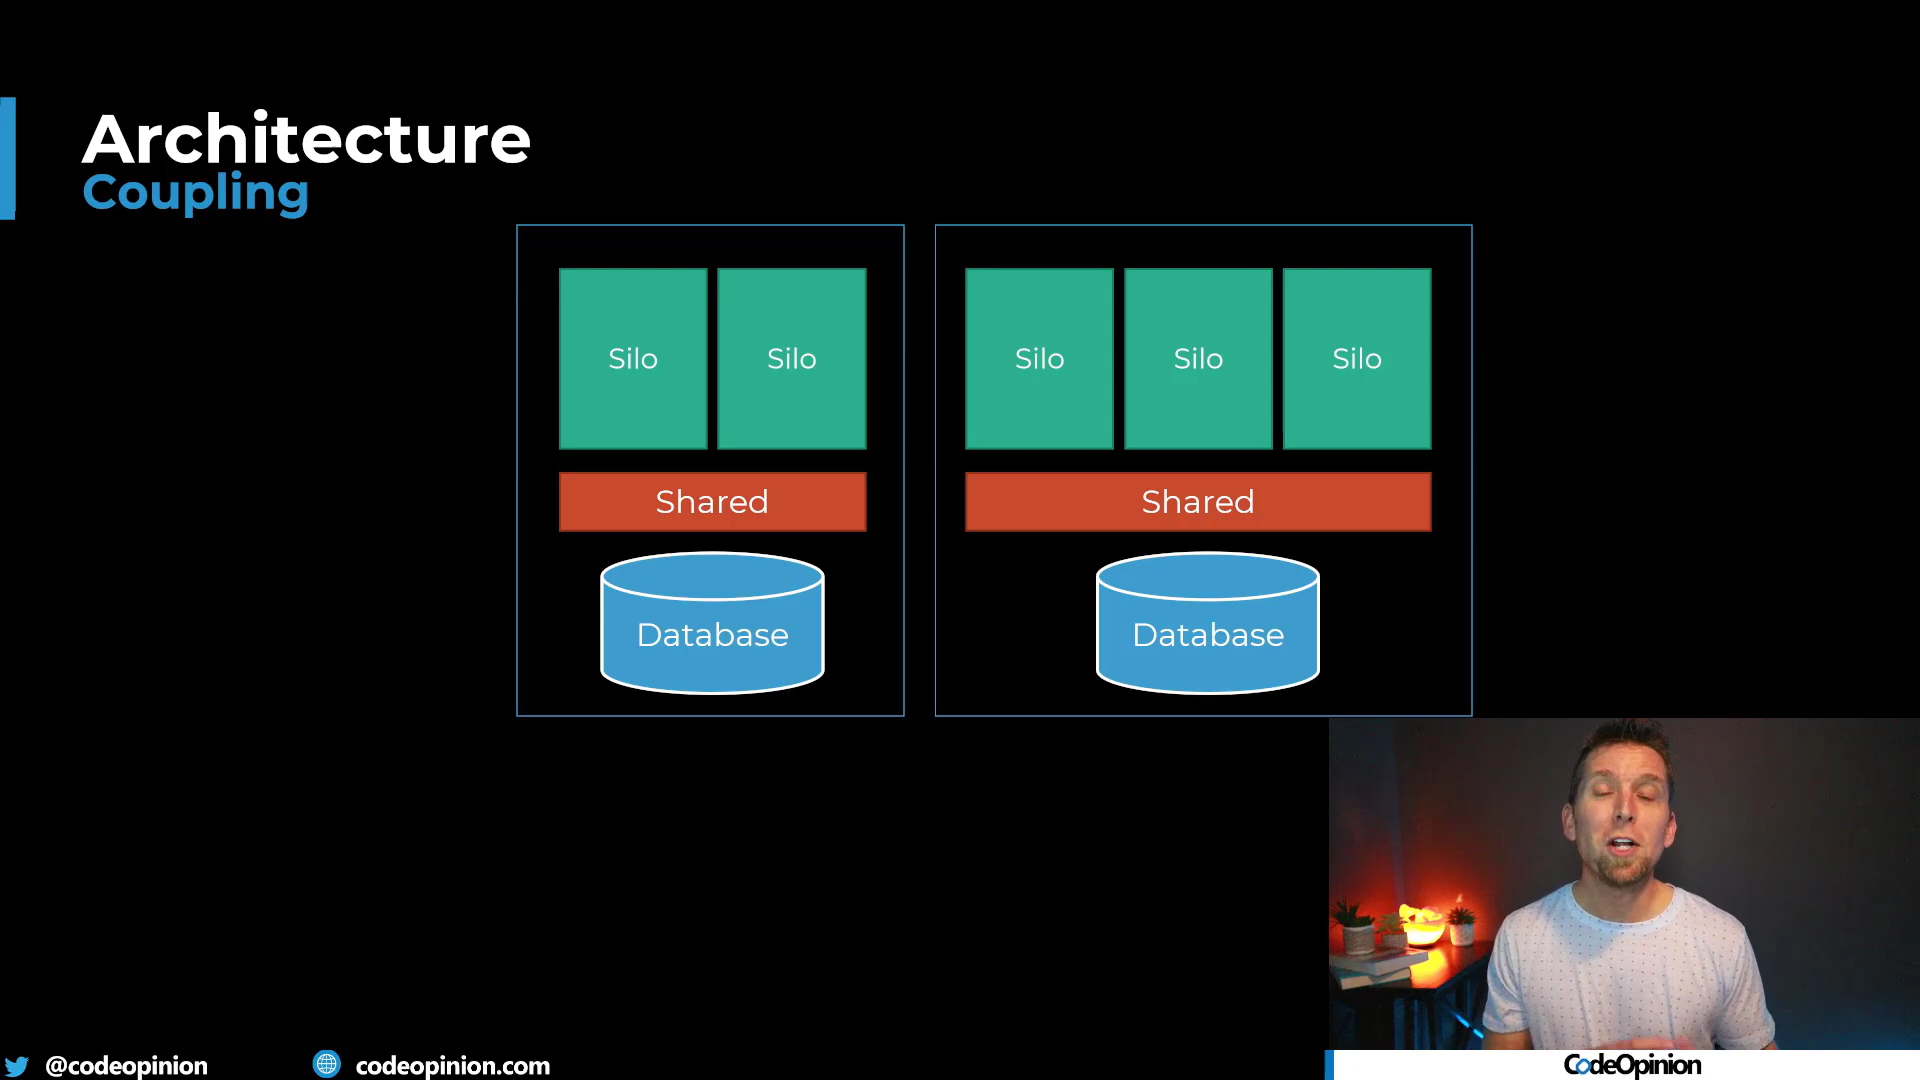 Architecture
Coupling
Silo
Silo
Silo
Silo
Silo
Shared
Shared
Database
Database
@codeopinion
codeopinion.com
CodeOpinion